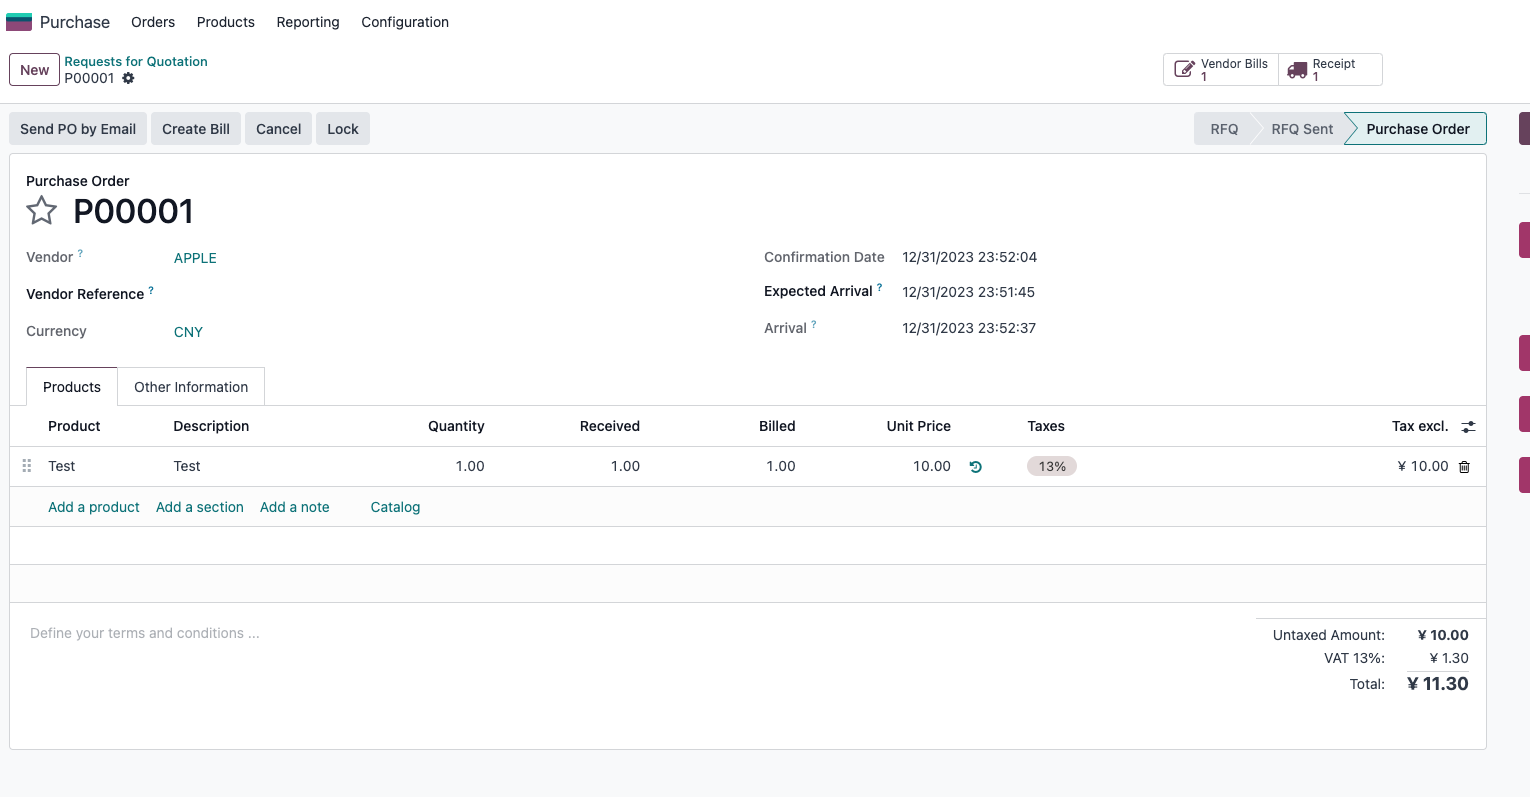 Purchase Orders Products Reporting Configuration
New
Requests for Quotation
P00001
Vendor Bills
1
Receipt
1
Send PO by Email Create Bill Cancel Lock
RFQ RFQ Sent Purchase Order
Purchase Order
P00001
Vendor ? APPLE
Vendor Reference ?
Currency CNY
Confirmation Date 12/31/2023 23:52:04
Expected Arrival ? 12/31/2023 23:51:45
Arrival ? 12/31/2023 23:52:37
Products Other Information
Product Description Quantity Received Billed Unit Price Taxes Tax excl.
Test Test 1.00 1.00 1.00 10.00 13% ¥ 10.00
Add a product Add a section Add a note Catalog
Define your terms and conditions ...
Untaxed Amount: ¥ 10.00
VAT 13%: ¥ 1.30
Total: ¥ 11.30